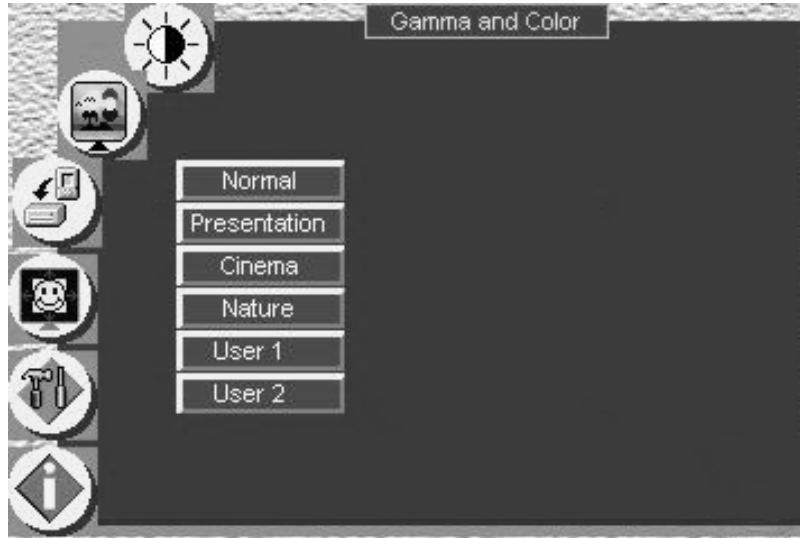 Gamma and Color
Normal
Presentation
Cinema
Nature
User 1
User 2